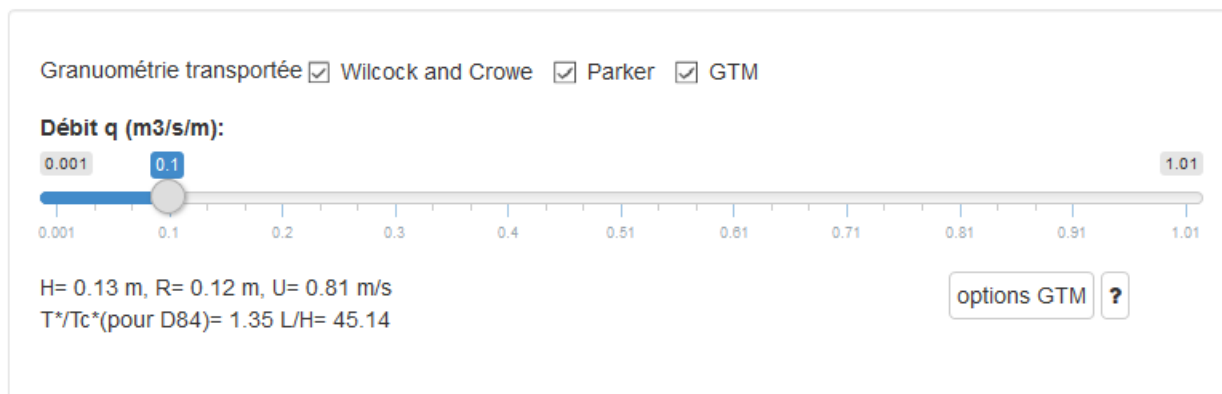 Granuométrie transportée Wilcock and Crowe Parker GTM
Débit q (m3/s/m):
0.001 0.1 1.01
0.001 0.1 0.2 0.3 0.4 0.51 0.61 0.71 0.81 0.91 1.01
H= 0.13 m, R= 0.12 m, U= 0.81 m/s
options GTM ?
T*/Tc*(pour D84)= 1.35 L/H= 45.14